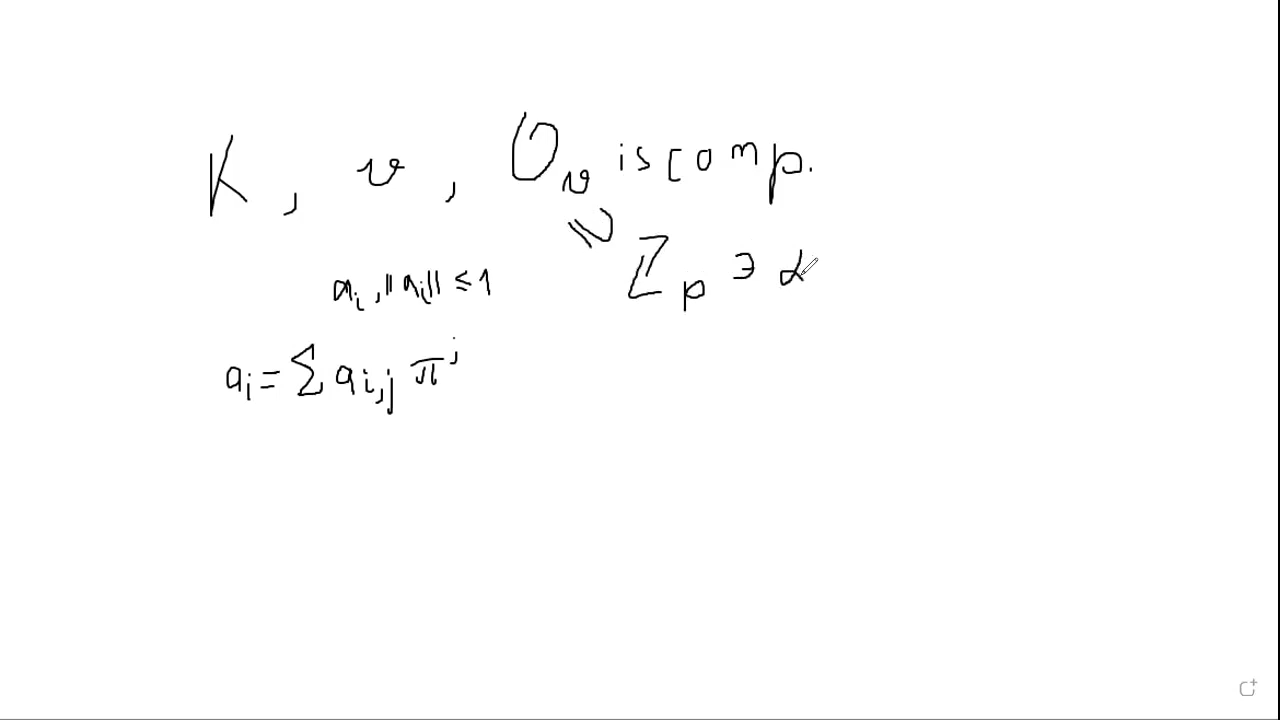 K, v, O_v is comp.
∪| Z_p ∋ α
a_i, ||a_i|| ≤ 1
a_i = Σ a_{i,j} π^j